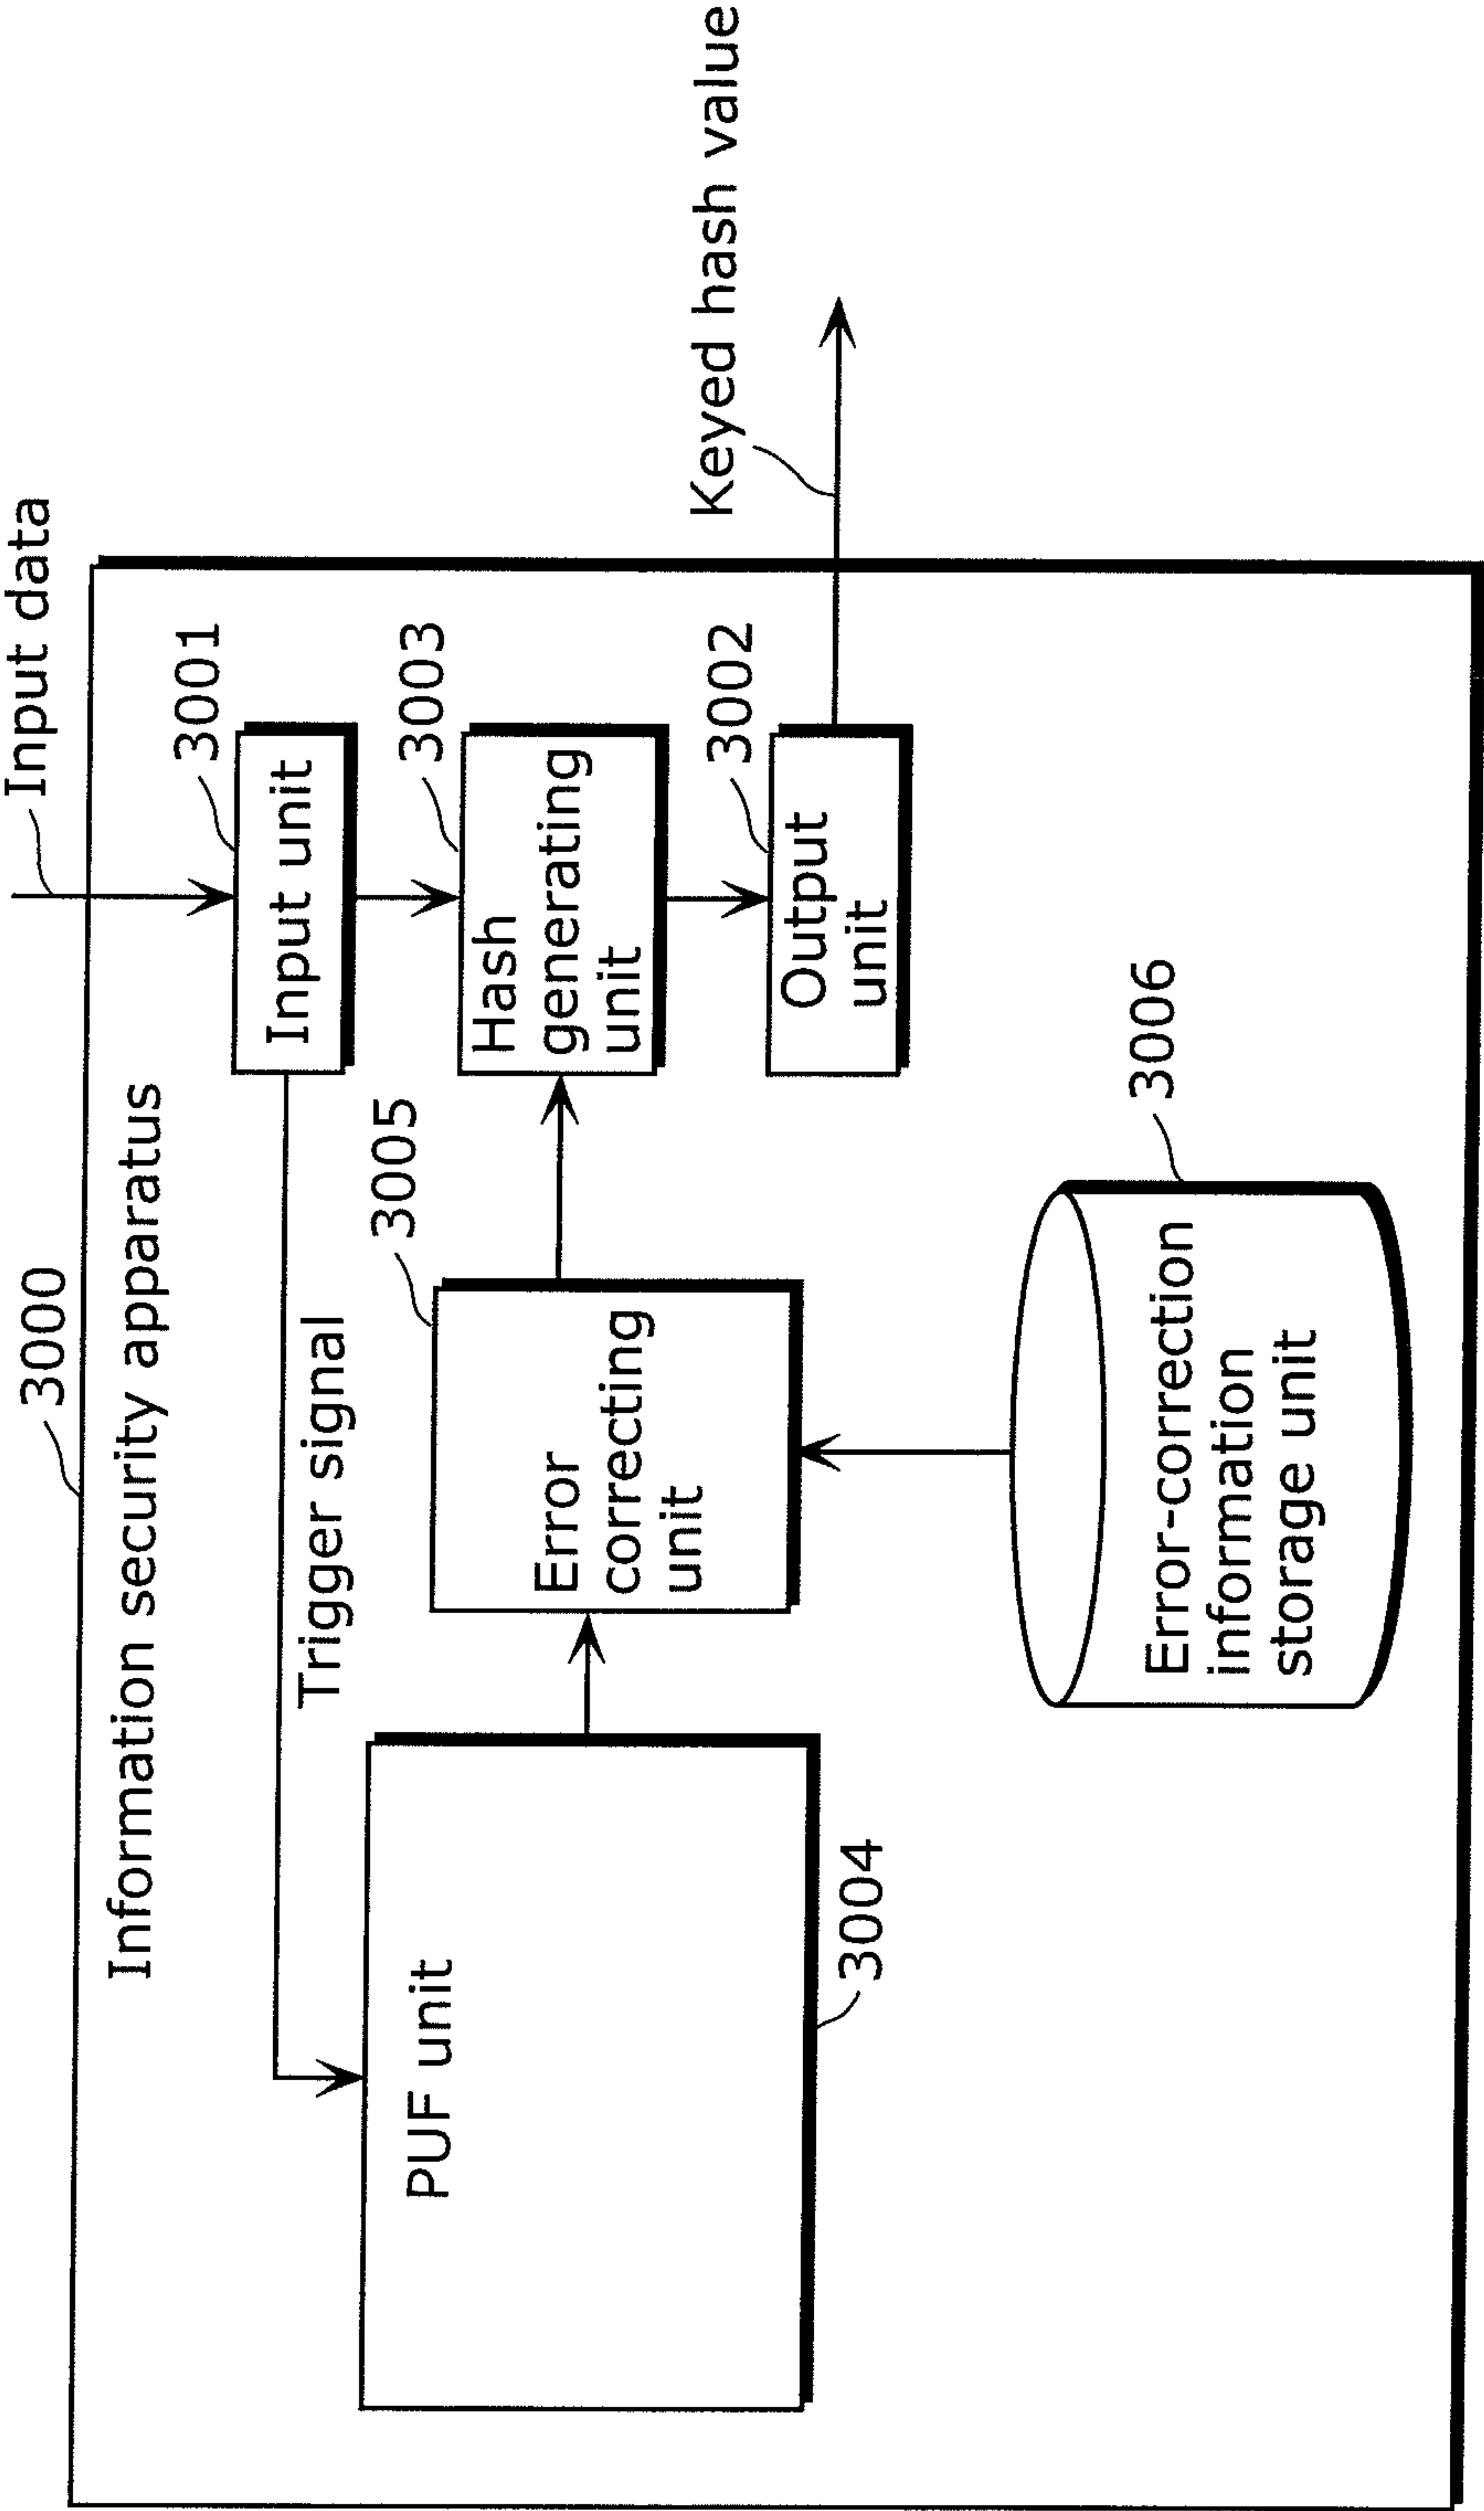 3000
Input data
Information security apparatus
3001
Input unit
Trigger signal
3005
3003
PUF unit
Error
correcting
unit
Hash
generating
unit
Keyed hash value
3002
Output
unit
3004
3006
Error-correction
information
storage unit